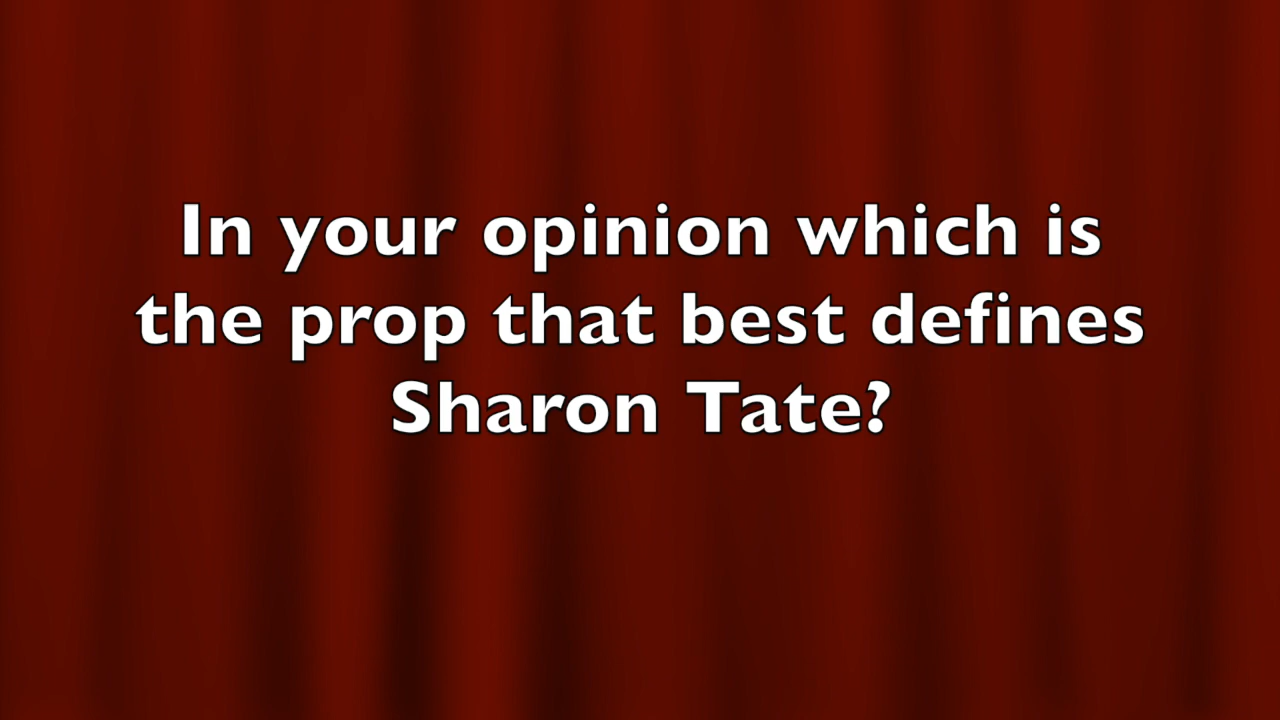 In your opinion which is
the prop that best defines
Sharon Tate?